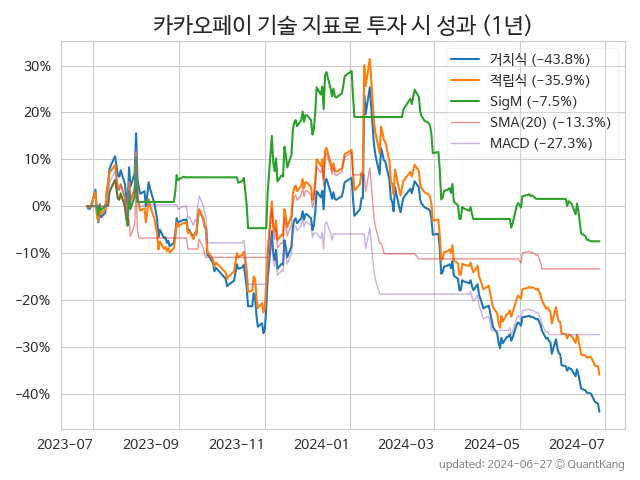 카카오페이 기술 지표로 투자 시 성과 (1년)
거치식 (−43.8%)
적립식 (−35.9%)
SigM (−7.5%)
SMA(20) (−13.3%)
MACD (−27.3%)
30%
20%
10%
0%
−10%
−20%
−30%
−40%
2023-07 2023-09 2023-11 2024-01 2024-03 2024-05 2024-07
updated: 2024-06-27 © QuantKang